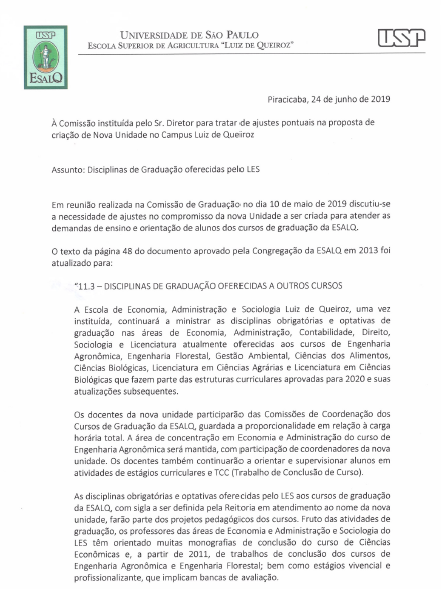 USP
ESALQ
UNIVERSIDADE DE SÃO PAULO
ESCOLA SUPERIOR DE AGRICULTURA "LUIZ DE QUEIROZ"
USP
Piracicaba, 24 de junho de 2019
À Comissão instituída pelo Sr. Diretor para tratar de ajustes pontuais na proposta de
criação de Nova Unidade no Campus Luiz de Queiroz
Assunto: Disciplinas de Graduação oferecidas pelo LES
Em reunião realizada na Comissão de Graduação no dia 10 de maio de 2019 discutiu-se
a necessidade de ajustes no compromisso da nova Unidade a ser criada para atender as
demandas de ensino e orientação de alunos dos cursos de graduação da ESALQ.
O texto da página 48 do documento aprovado pela Congregação da ESALQ em 2013 foi
atualizado para:
"11.3 – DISCIPLINAS DE GRADUAÇÃO OFERECIDAS A OUTROS CURSOS
A Escola de Economia, Administração e Sociologia Luiz de Queiroz, uma vez
instituída, continuará a ministrar as disciplinas obrigatórias e optativas de
graduação nas áreas de Economia, Administração, Contabilidade, Direito,
Sociologia e Licenciatura atualmente oferecidas aos cursos de Engenharia
Agronômica, Engenharia Florestal, Gestão Ambiental, Ciências dos Alimentos,
Ciências Biológicas, Licenciatura em Ciências Agrárias e Licenciatura em Ciências
Biológicas que fazem parte das estruturas curriculares aprovadas para 2020 e suas
atualizações subsequentes.
Os docentes da nova unidade participarão das Comissões de Coordenação dos
Cursos de Graduação da ESALQ, guardada a proporcionalidade em relação à carga
horária total. A área de concentração em Economia e Administração do curso de
Engenharia Agronômica será mantida, com participação de coordenadores da nova
unidade. Os docentes também continuarão a orientar e supervisionar alunos em
atividades de estágios curriculares e TCC (Trabalho de Conclusão de Curso).
As disciplinas obrigatórias e optativas oferecidas pelo LES aos cursos de graduação
da ESALQ, com sigla a ser definida pela Reitoria em atendimento ao nome da nova
unidade, farão parte dos projetos pedagógicos dos cursos. Fruto das atividades de
graduação, os professores das áreas de Economia e Administração e Sociologia do
LES têm orientado muitas monografias de conclusão do curso de Ciências
Econômicas e, a partir de 2011, de trabalhos de conclusão dos cursos de
Engenharia Agronômica e Engenharia Florestal; bem como estágios vivencial e
profissionalizante, que implicam bancas de avaliação.